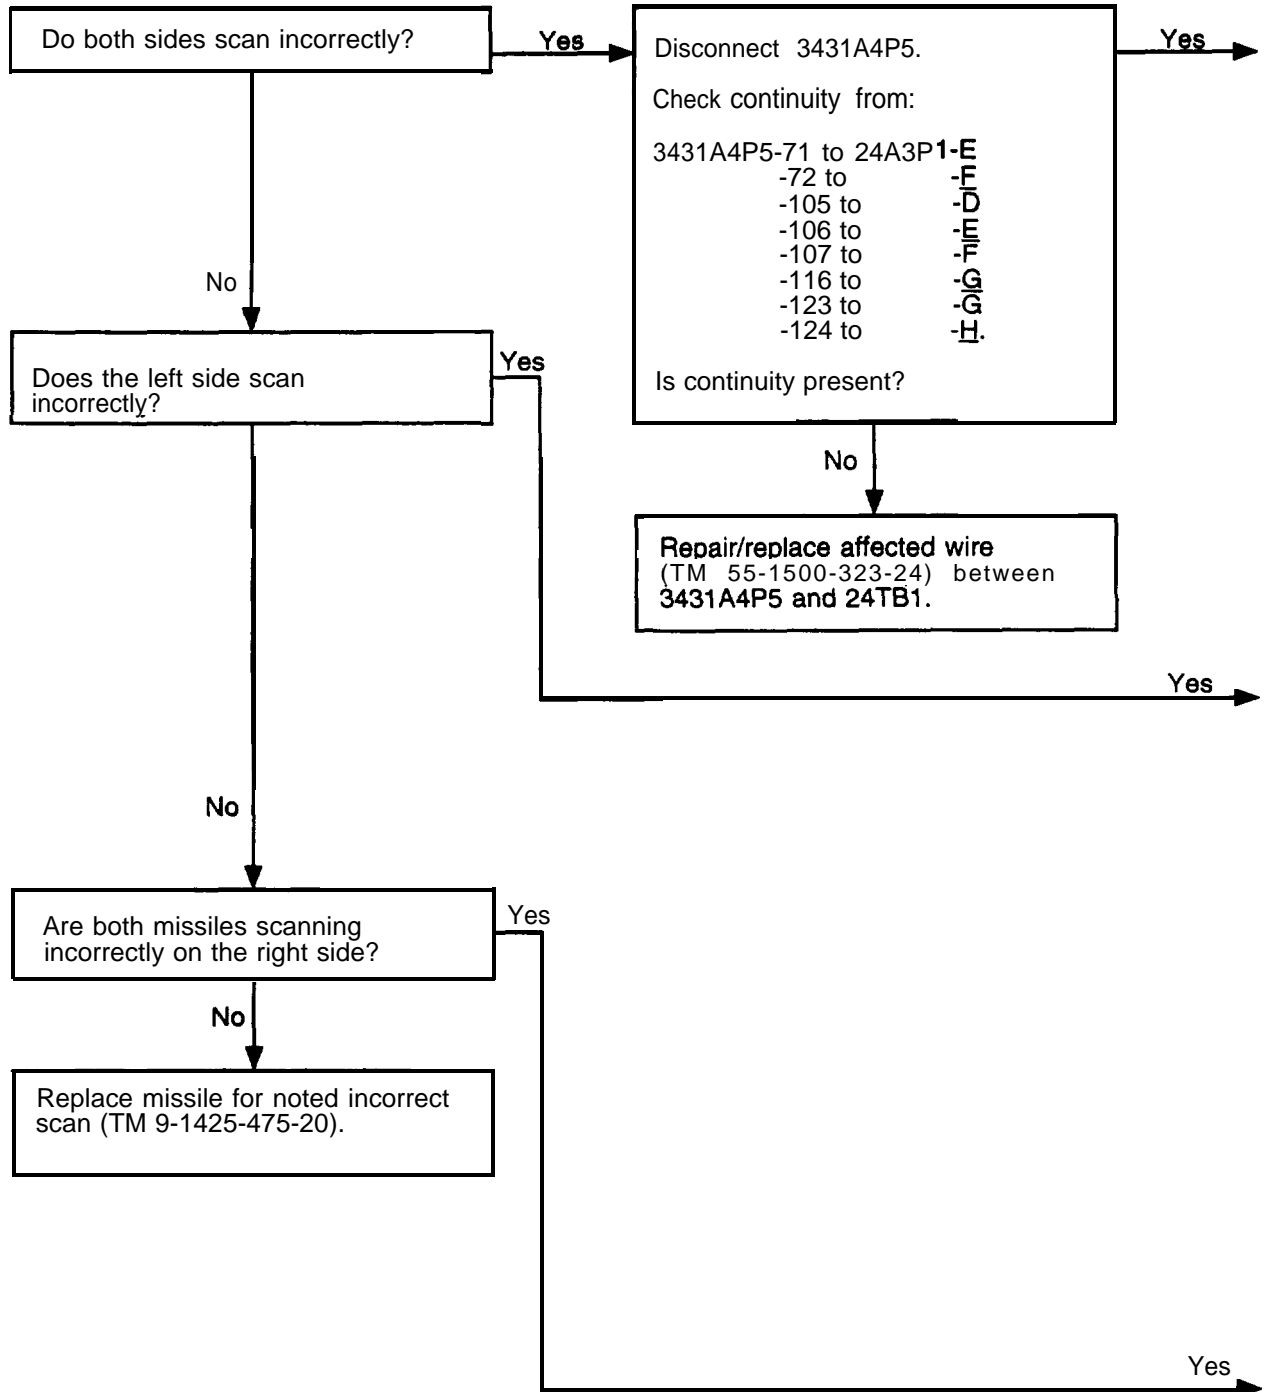 Do both sides scan incorrectly?
Yes
Disconnect 3431A4P5.
Yes
Check continuity from:
3431A4P5-71 to 24A3P1-E
-72 to -F
-105 to -D
-106 to -E
-107 to -F
-116 to -G
-123 to -G
-124 to -H.
Is continuity present?
No
Does the left side scan
incorrectly?
Yes
No
Repair/replace affected wire
(TM 55-1500-323-24) between
3431A4P5 and 24TB1.
Yes
No
Are both missiles scanning
incorrectly on the right side?
Yes
No
Replace missile for noted incorrect
scan (TM 9-1425-475-20).
Yes